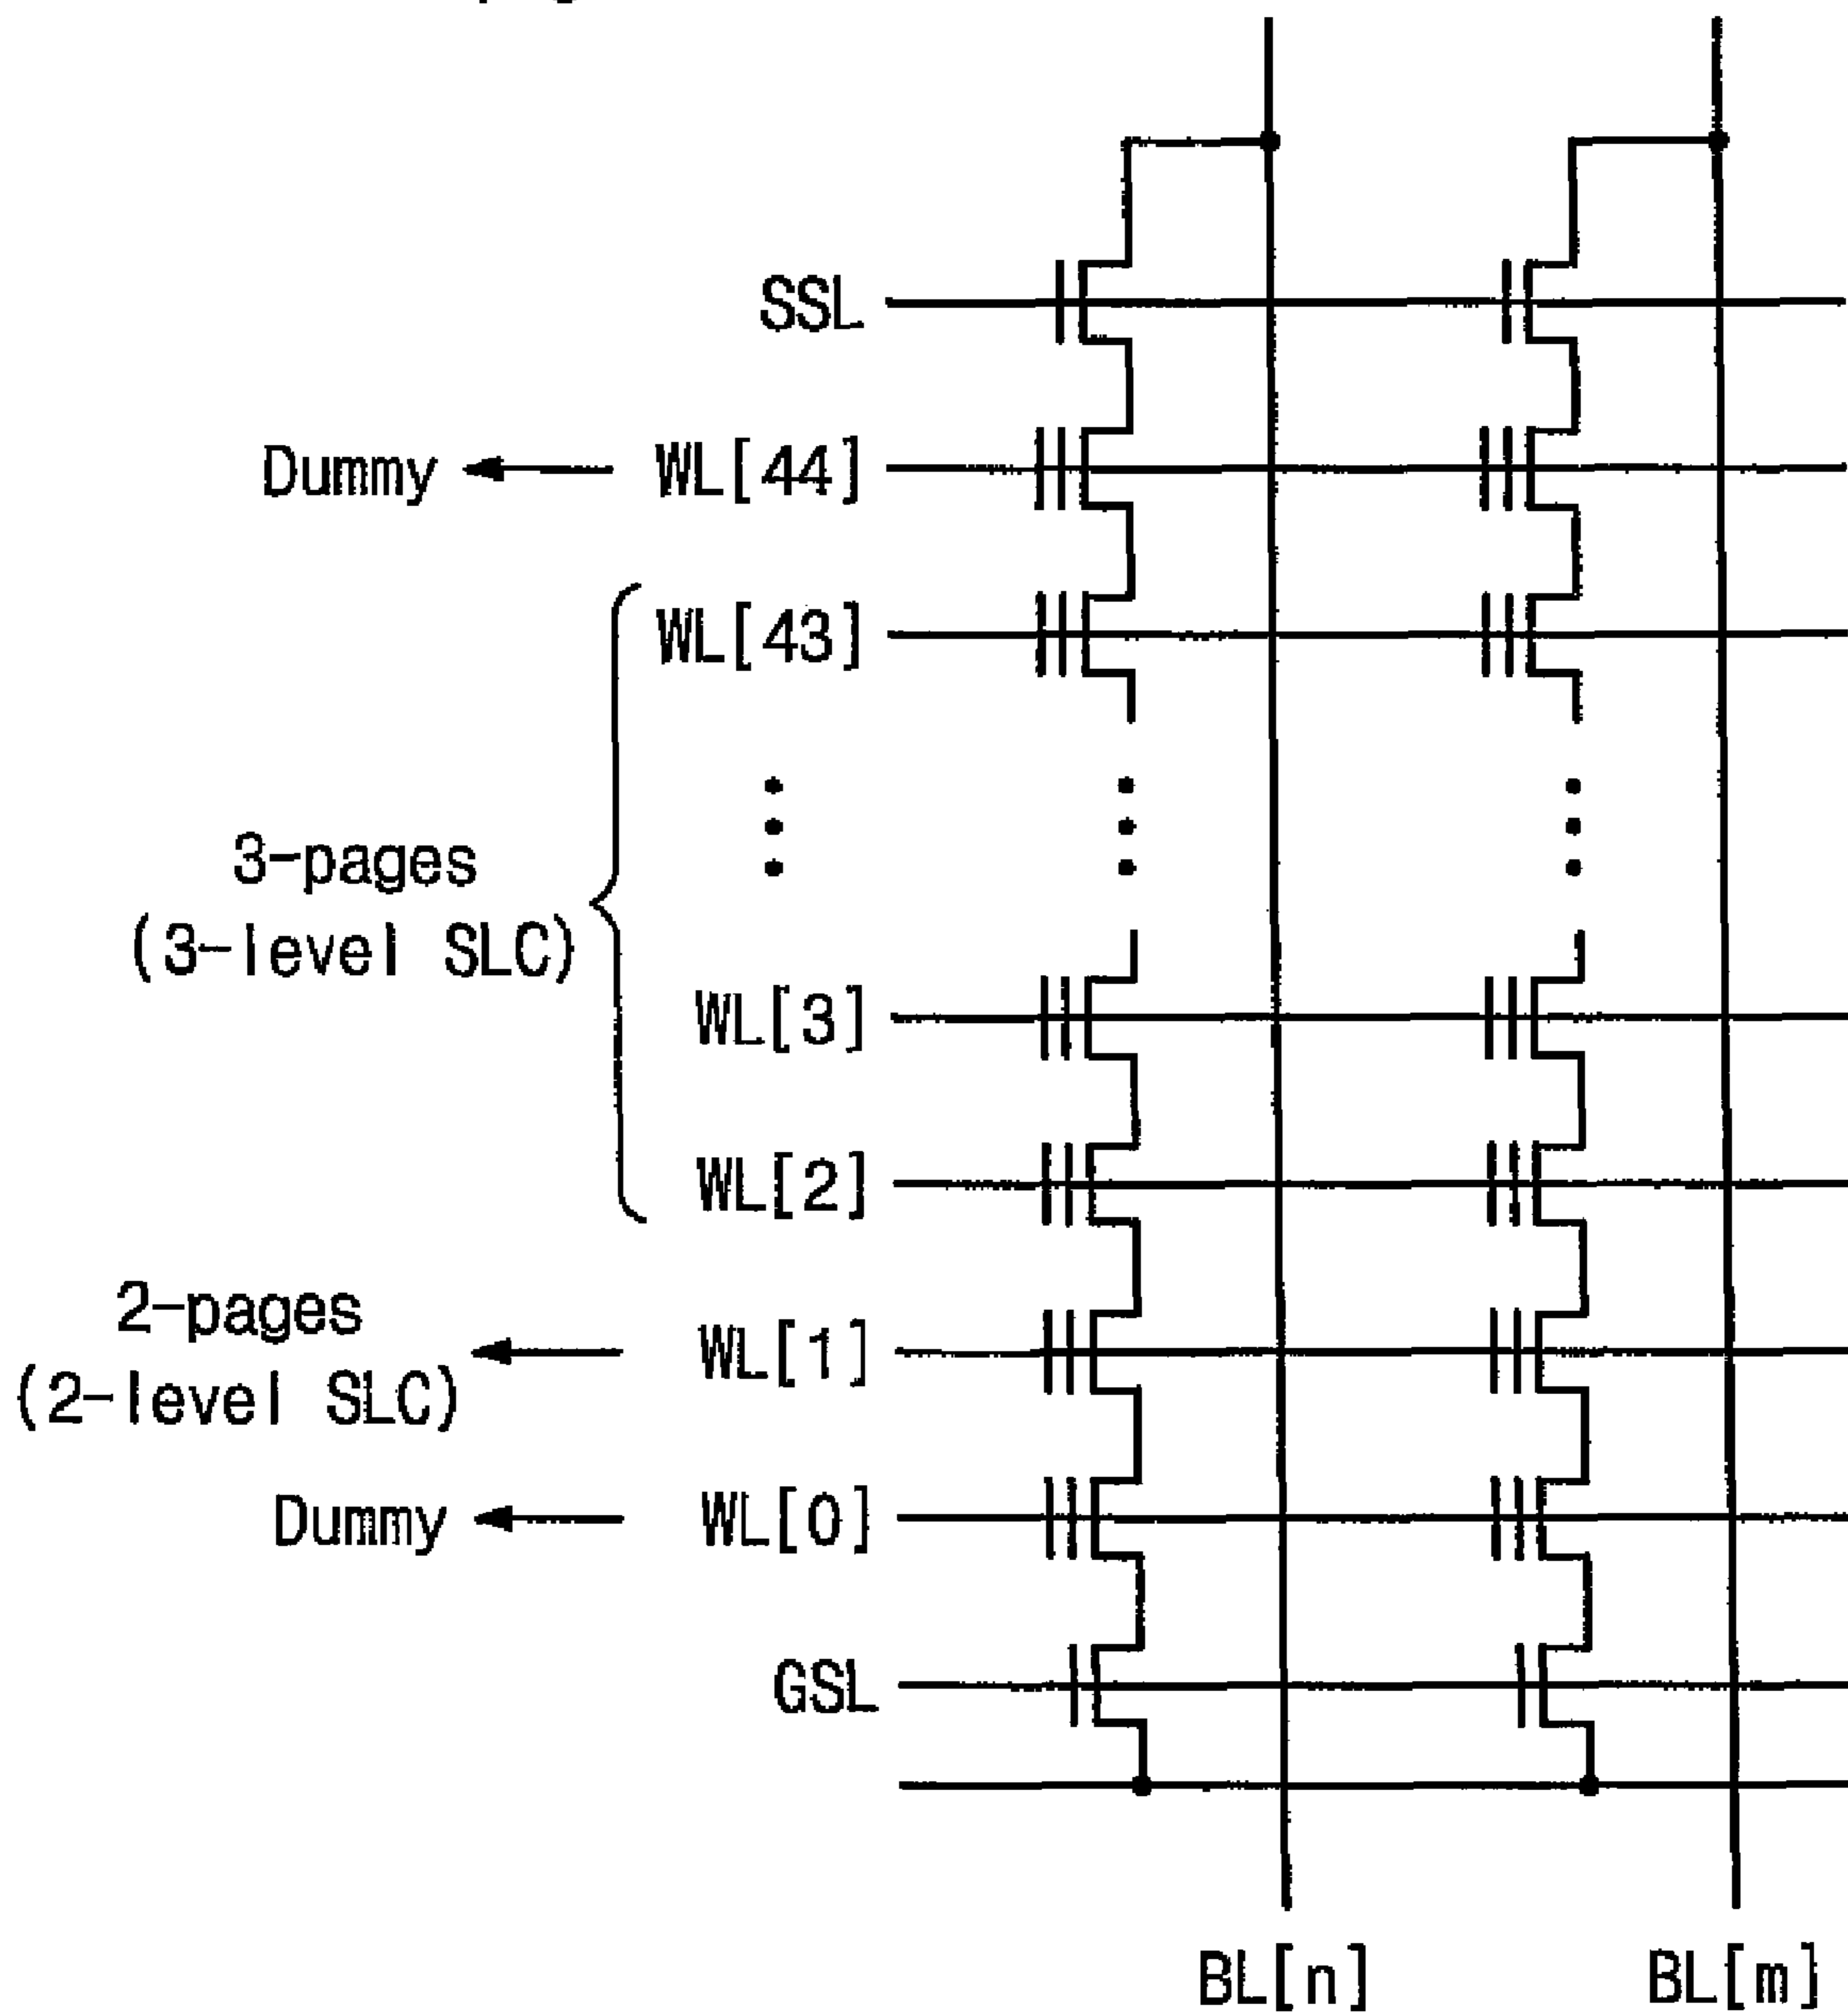 SSL
Dummy WL[44]
WL[43]
3-pages
(3-level SLC)
WL[3]
WL[2]
2-pages
(2-level SLC)
WL[1]
Dummy WL[0]
GSL
BL[n] BL[m]